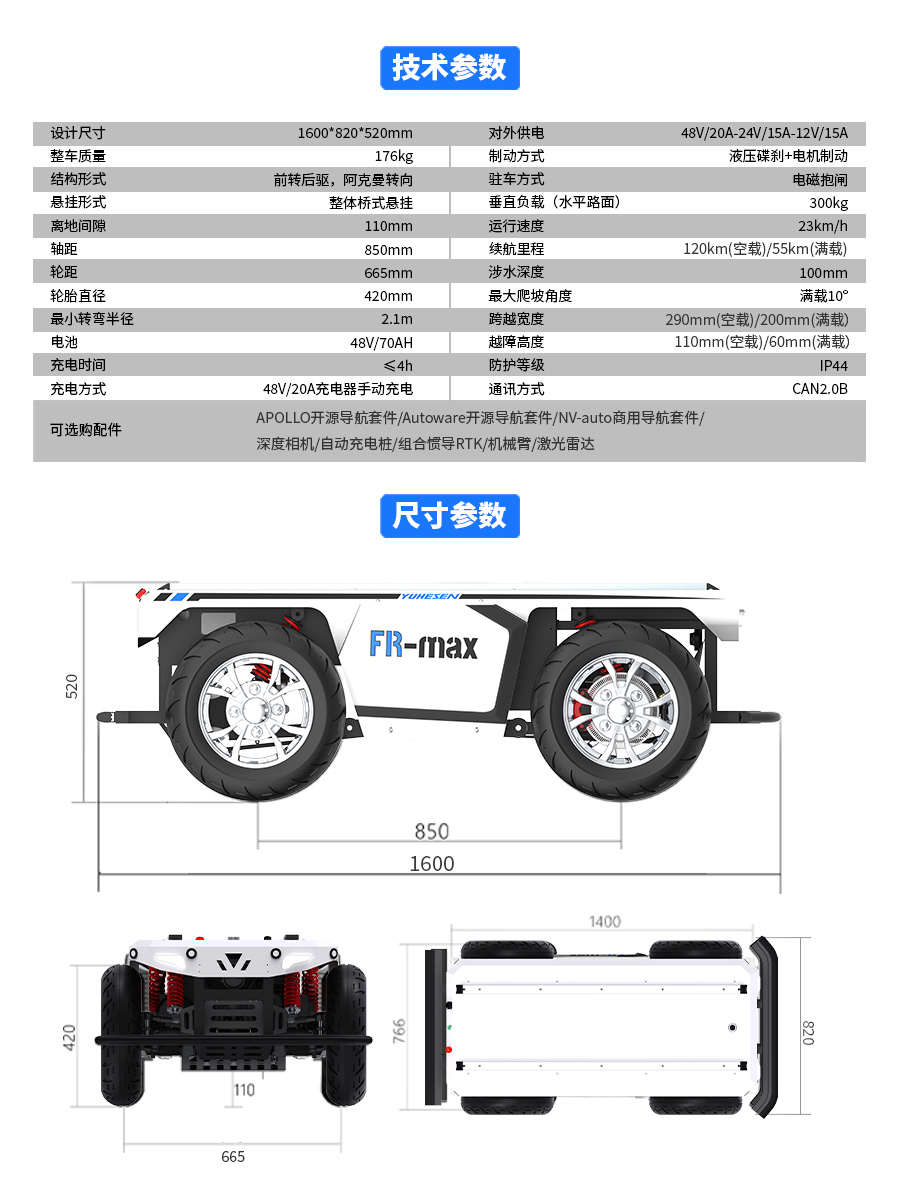 技术参数
设计尺寸 1600*820*520mm 对外供电 48V/20A-24V/15A-12V/15A
整车质量 176kg 制动方式 液压碟刹+电机制动
结构形式 前转后驱，阿克曼转向 驻车方式 电磁抱闸
悬挂形式 整体桥式悬挂 垂直负载（水平路面） 300kg
离地间隙 110mm 运行速度 23km/h
轴距 850mm 续航里程 120km(空载)/55km(满载)
轮距 665mm 涉水深度 100mm
轮胎直径 420mm 最大爬坡角度 满载10°
最小转弯半径 2.1m 跨越宽度 290mm(空载)/200mm(满载)
电池 48V/70AH 越障高度 110mm(空载)/60mm(满载)
充电时间 ≤4h 防护等级 IP44
充电方式 48V/20A充电器手动充电 通讯方式 CAN2.0B
可选购配件 APOLLO开源导航套件/Autoware开源导航套件/NV-auto商用导航套件/
深度相机/自动充电桩/组合惯导RTK/机械臂/激光雷达
尺寸参数
YUHESEN
FR-max
520
850
1600
1400
420
110
665
766
820